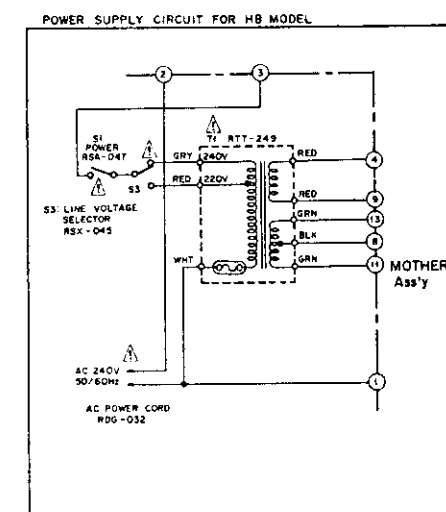 POWER SUPPLY CIRCUIT FOR HB MODEL
2
3
S1
POWER
RSA-047
T1 RTT-249
GRY
240V
RED
4
S3
RED
220V
RED
9
S3: LINE VOLTAGE
SELECTOR
RSX-045
GRN
13
BLK
8
WHT
GRN
11
MOTHER
Ass'y
AC 240V
50/60Hz
1
AC POWER CORD
RDG-032